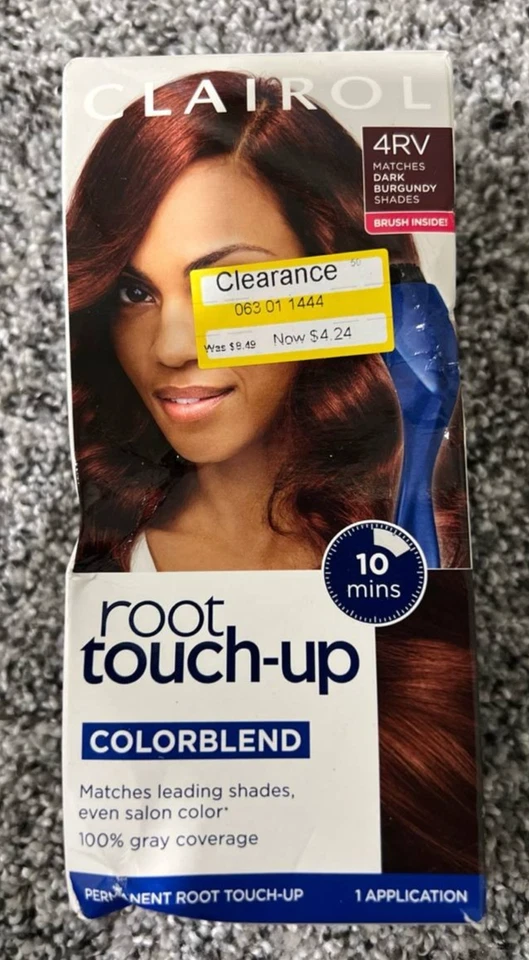 CLAIROL
4RV
MATCHES
DARK
BURGUNDY
SHADES
BRUSH INSIDE!
Clearance 50
063 01 1444
Was $8.49 Now $4.24
10
mins
root
touch-up
COLORBLEND
Matches leading shades,
even salon color*
100% gray coverage
PERMANENT ROOT TOUCH-UP
1 APPLICATION